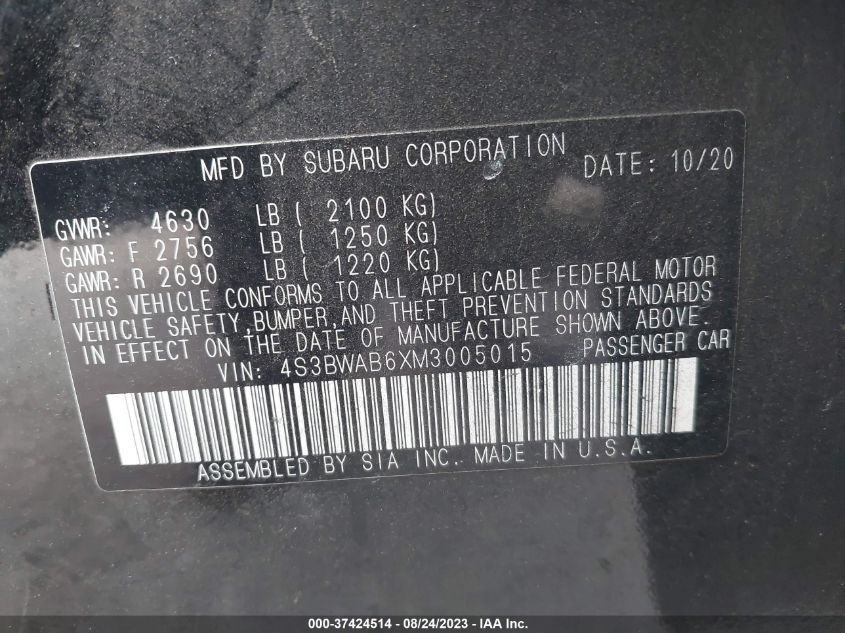 MFD BY SUBARU CORPORATION DATE: 10/20
GVWR: 4630 LB ( 2100 KG)
GAWR: F 2756 LB ( 1250 KG)
GAWR: R 2690 LB ( 1220 KG)
THIS VEHICLE CONFORMS TO ALL APPLICABLE FEDERAL MOTOR
VEHICLE SAFETY,BUMPER,AND THEFT PREVENTION STANDARDS
IN EFFECT ON THE DATE OF MANUFACTURE SHOWN ABOVE.
VIN: 4S3BWAB6XM3005015 PASSENGER CAR
ASSEMBLED BY SIA INC. MADE IN U.S.A.
000-37424514 - 08/24/2023 - IAA Inc.